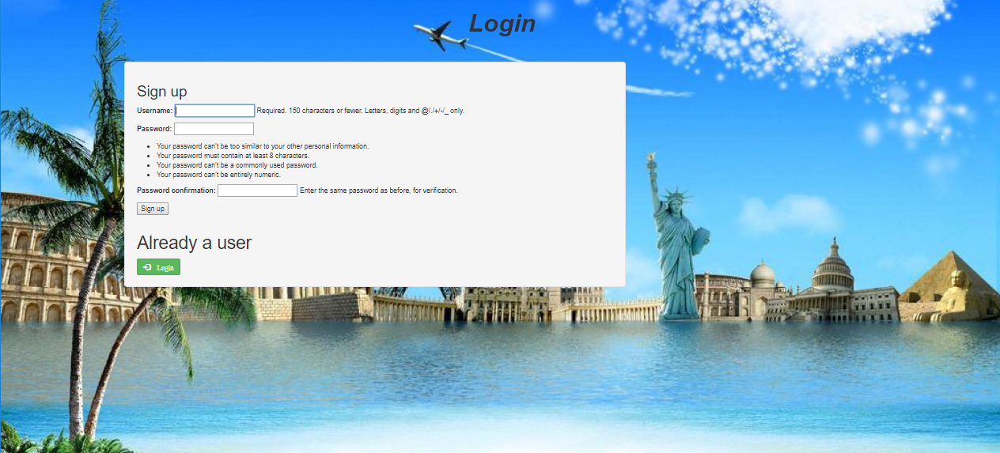 Login
Sign up
Username: Required. 150 characters or fewer. Letters, digits and @/./+/-/_ only.
Password:
Your password can't be too similar to your other personal information.
Your password must contain at least 8 characters.
Your password can't be a commonly used password.
Your password can't be entirely numeric.
Password confirmation: Enter the same password as before, for verification.
Sign up
Already a user
Login